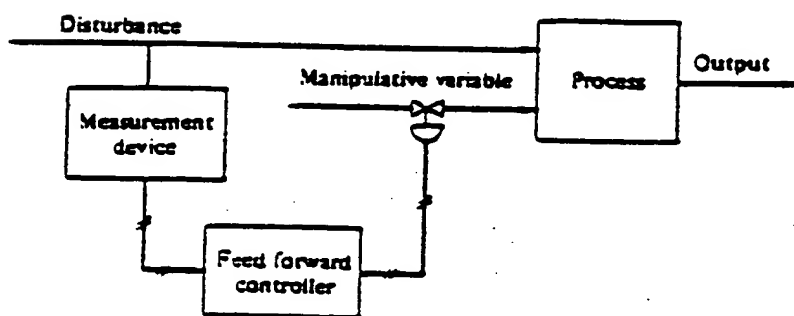 Disturbance
Manipulative variable
Process
Output
Measurement
device
Feed forward
controller